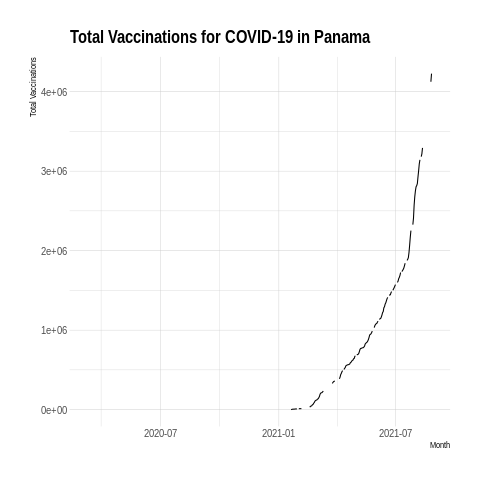 Total Vaccinations for COVID-19 in Panama
Total Vaccinations
4e+06
3e+06
2e+06
1e+06
0e+00
2020-07
2021-01
2021-07
Month